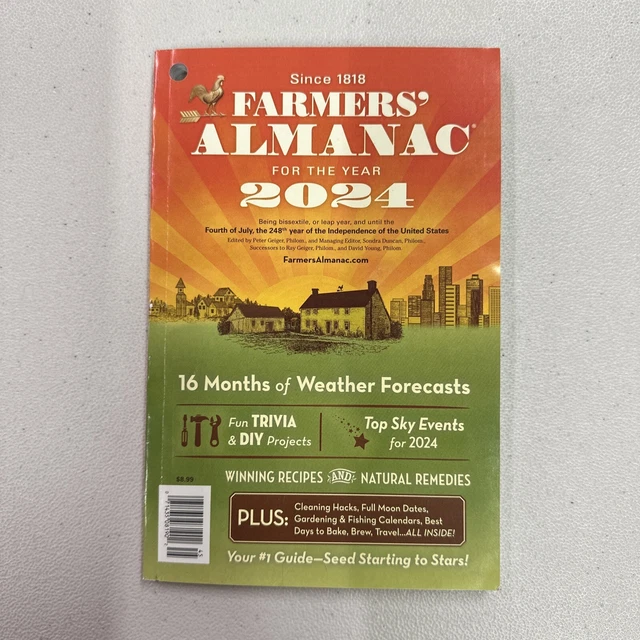 Since 1818
FARMERS'
ALMANAC
FOR THE YEAR
2024
Being bissextile, or leap year, and until the
Fourth of July, the 248th year of the Independence of the United States
Edited by Peter Geiger, Philom., and Managing Editor, Sondra Duncan, Philom.,
Successors to Ray Geiger, Philom., and David Young, Philom.
FarmersAlmanac.com
16 Months of Weather Forecasts
Fun TRIVIA
& DIY Projects
Top Sky Events
for 2024
WINNING RECIPES AND NATURAL REMEDIES
$8.99
PLUS:
Cleaning Hacks, Full Moon Dates,
Gardening & Fishing Calendars, Best
Days to Bake, Brew, Travel...ALL INSIDE!
Your #1 Guide—Seed Starting to Stars!